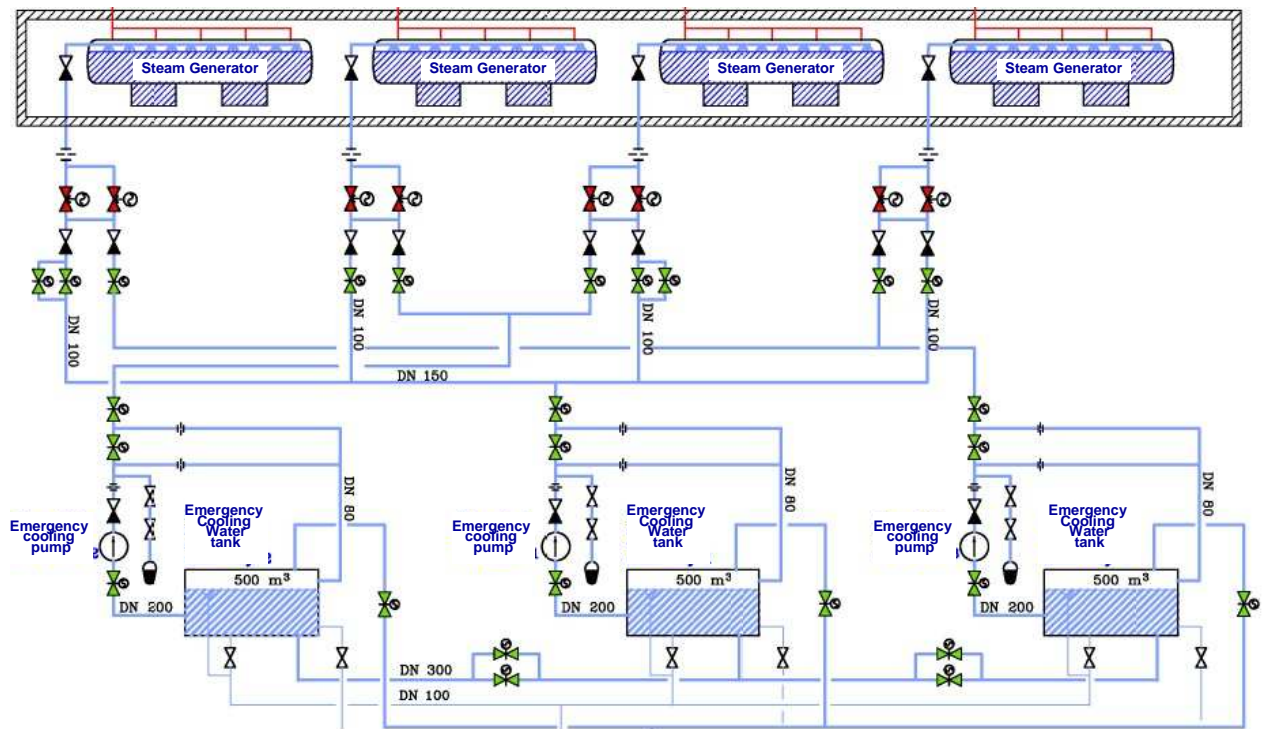 Steam Generator
Steam Generator
Steam Generator
Steam Generator
DN 100
DN 100
DN 100
DN 100
DN 150
DN 80
DN 80
DN 80
Emergency
cooling
pump
Emergency
Cooling
Water
tank
500 m³
DN 200
Emergency
cooling
pump
Emergency
Cooling
Water
tank
500 m³
DN 200
Emergency
cooling
pump
Emergency
Cooling
Water
tank
500 m³
DN 200
DN 300
DN 100